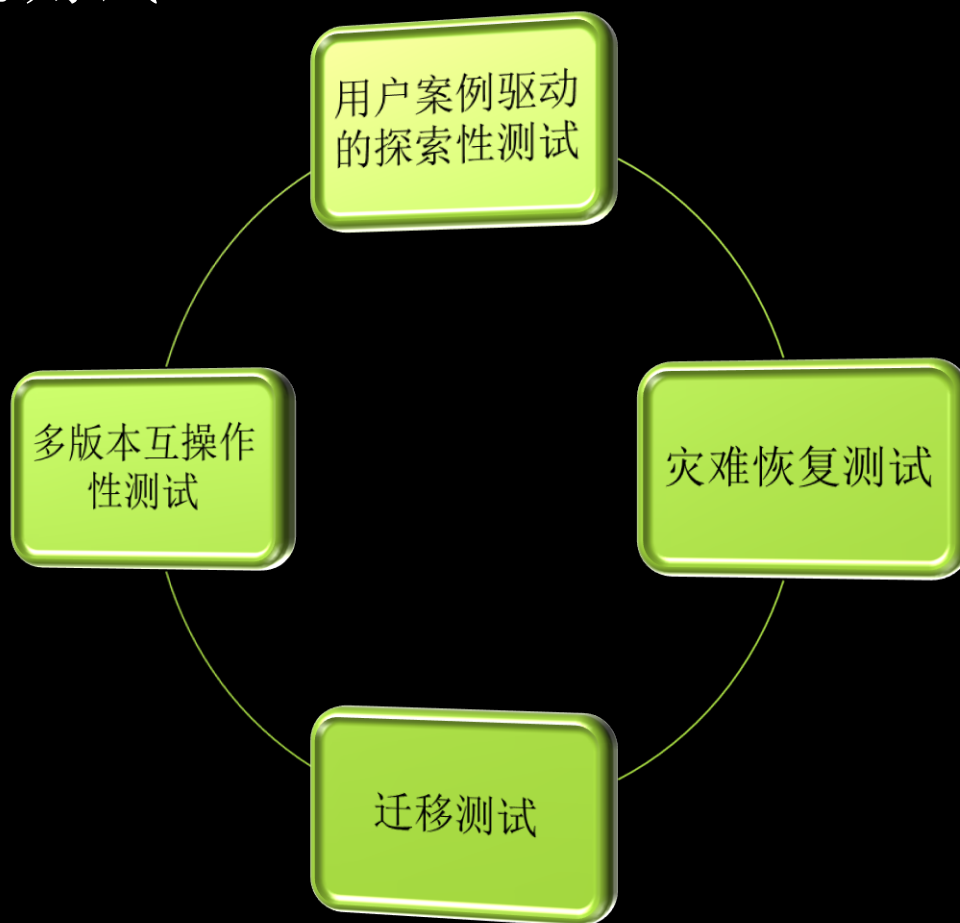 用户案例驱动
的探索性测试
多版本互操作
性测试
灾难恢复测试
迁移测试